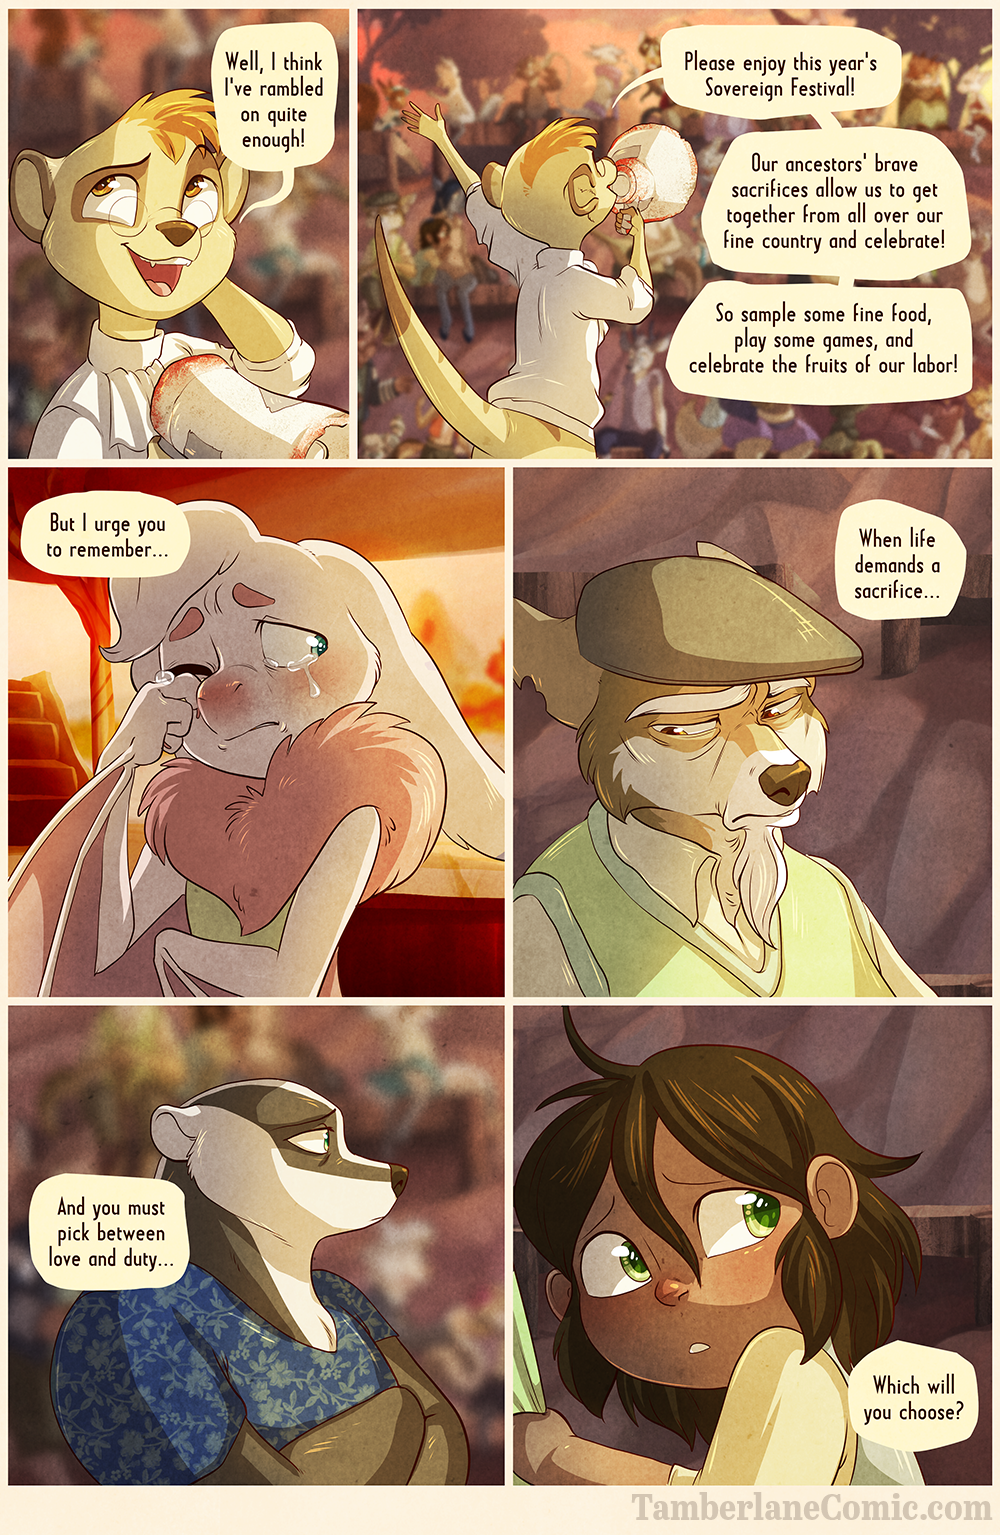 Well, I think
I've rambled
on quite
enough!
Please enjoy this year's
Sovereign Festival!
Our ancestors' brave
sacrifices allow us to get
together from all over our
fine country and celebrate!
So sample some fine food,
play some games, and
celebrate the fruits of our labor!
But I urge you
to remember...
When life
demands a
sacrifice...
And you must
pick between
love and duty...
Which will
you choose?
TamberlaneComic.com